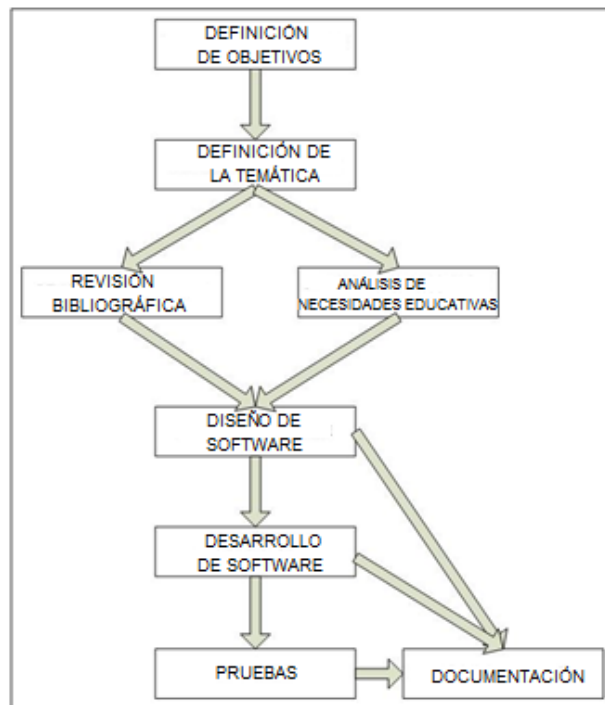 DEFINICIÓN
DE OBJETIVOS
DEFINICIÓN DE
LA TEMÁTICA
REVISIÓN
BIBLIOGRÁFICA
ANÁLISIS DE
NECESIDADES EDUCATIVAS
DISEÑO DE
SOFTWARE
DESARROLLO
DE SOFTWARE
PRUEBAS
DOCUMENTACIÓN